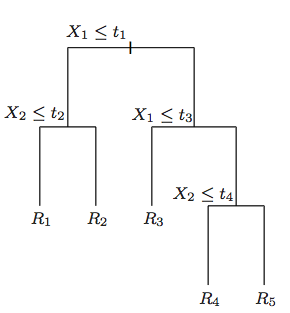 X₁ ≤ t₁
X₂ ≤ t₂
X₁ ≤ t₃
X₂ ≤ t₄
R₁
R₂
R₃
R₄
R₅